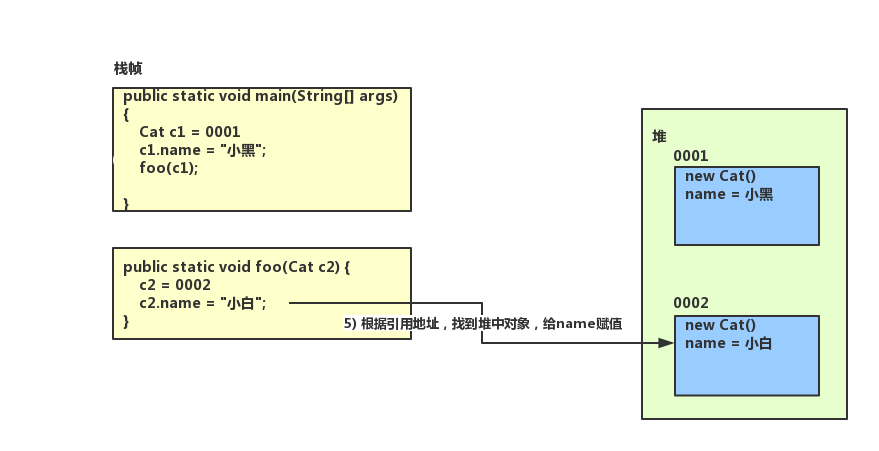 栈帧
public static void main(String[] args)
{
Cat c1 = 0001
c1.name = "小黑";
foo(c1);
}
public static void foo(Cat c2) {
c2 = 0002
c2.name = "小白";
}
5) 根据引用地址，找到堆中对象，给name赋值
堆
0001
new Cat()
name = 小黑
0002
new Cat()
name = 小白